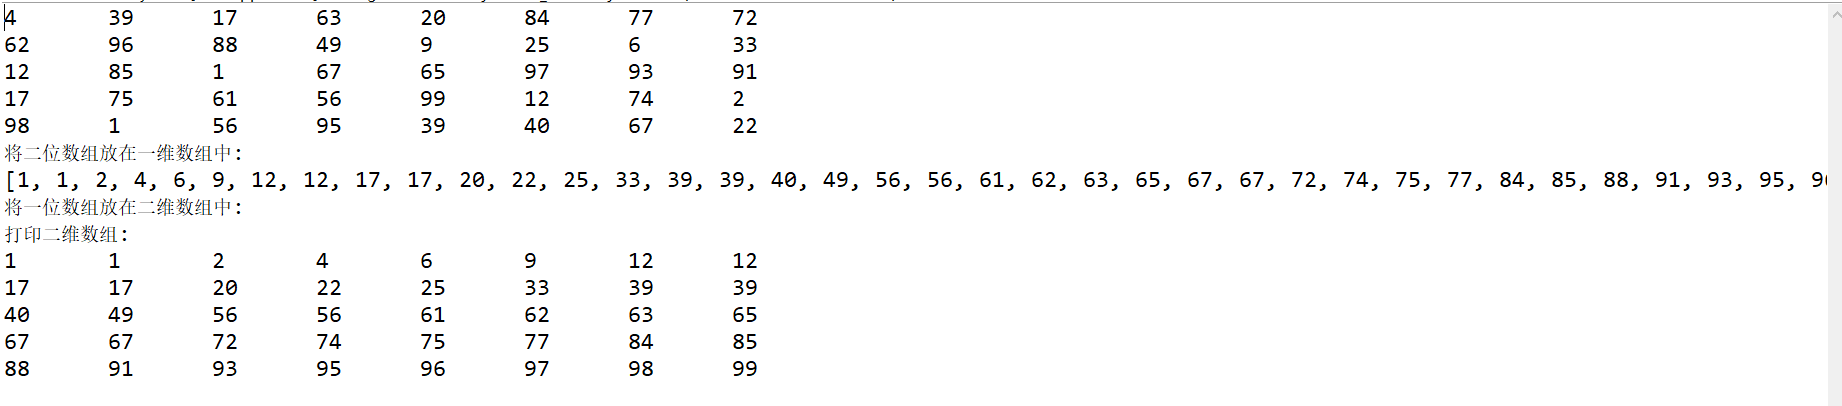 4 39 17 63 20 84 77 72
62 96 88 49 9 25 6 33
12 85 1 67 65 97 93 91
17 75 61 56 99 12 74 2
98 1 56 95 39 40 67 22
将二位数组放在一维数组中:
[1, 1, 2, 4, 6, 9, 12, 12, 17, 17, 20, 22, 25, 33, 39, 39, 40, 49, 56, 56, 61, 62, 63, 65, 67, 67, 72, 74, 75, 77, 84, 85, 88, 91, 93, 95,
将一位数组放在二维数组中:
打印二维数组:
1 1 2 4 6 9 12 12
17 17 20 22 25 33 39 39
40 49 56 56 61 62 63 65
67 67 72 74 75 77 84 85
88 91 93 95 96 97 98 99